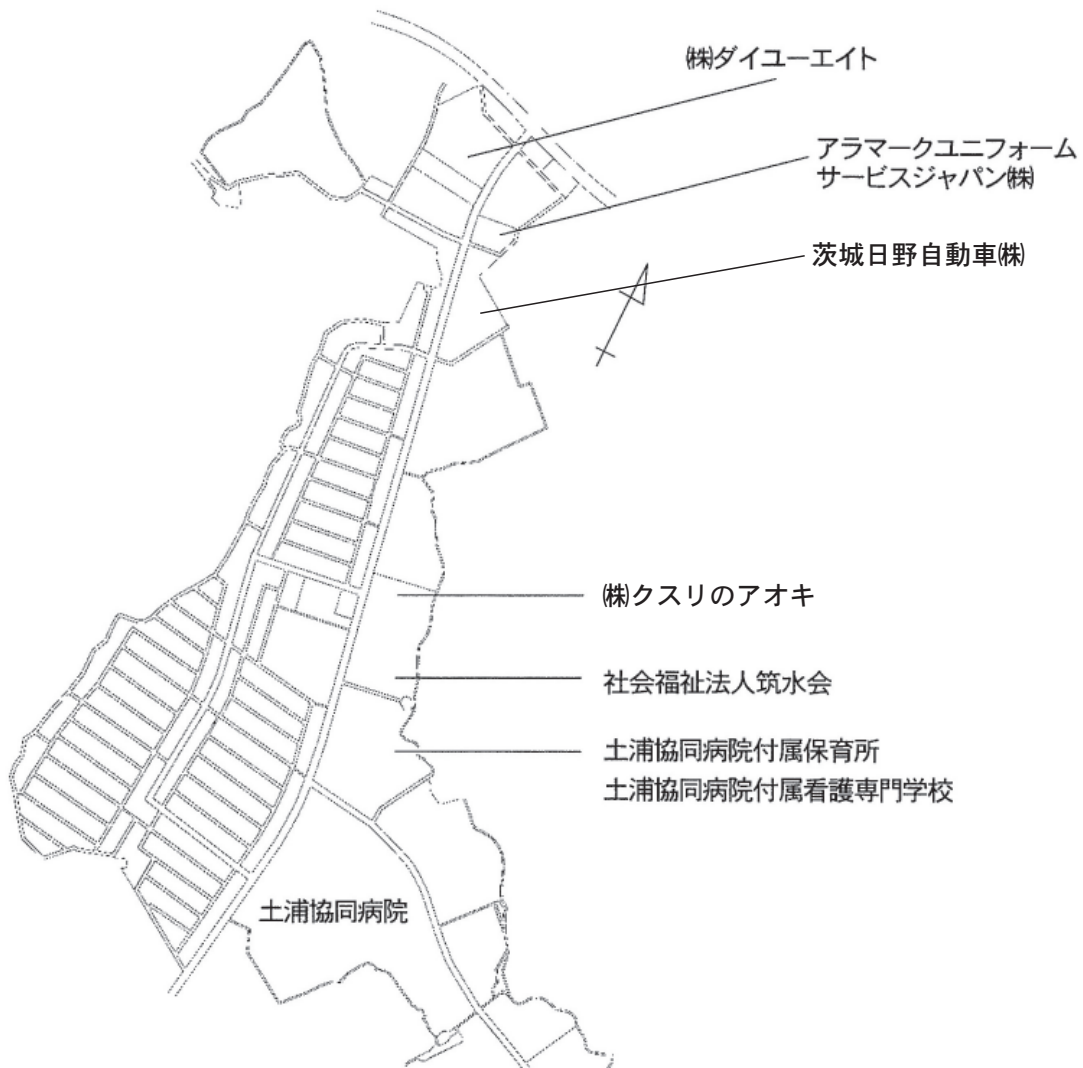 ㈱ダイユーエイト
アラマークユニフォーム
サービスジャパン㈱
茨城日野自動車㈱
㈱クスリのアオキ
社会福祉法人筑水会
土浦協同病院付属保育所
土浦協同病院付属看護専門学校
土浦協同病院